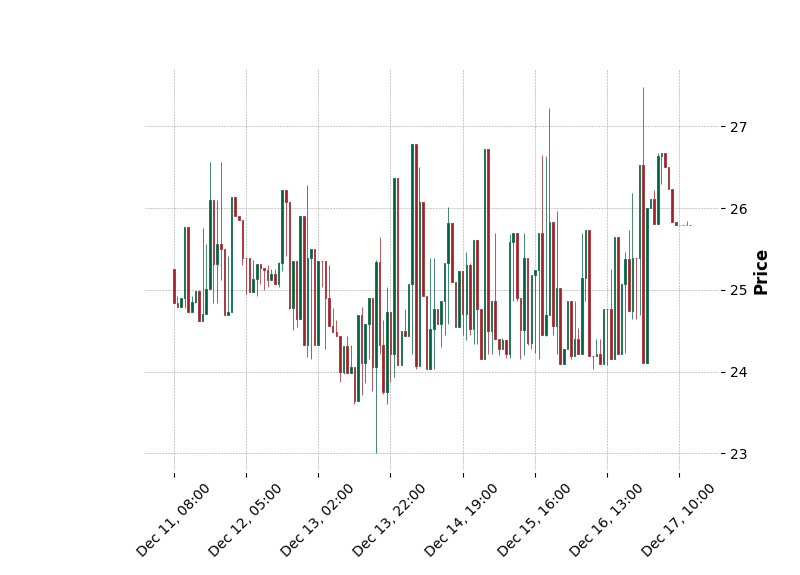 27
26
25
24
23
Price
Dec 11, 08:00
Dec 12, 05:00
Dec 13, 02:00
Dec 13, 22:00
Dec 14, 19:00
Dec 15, 16:00
Dec 16, 13:00
Dec 17, 10:00